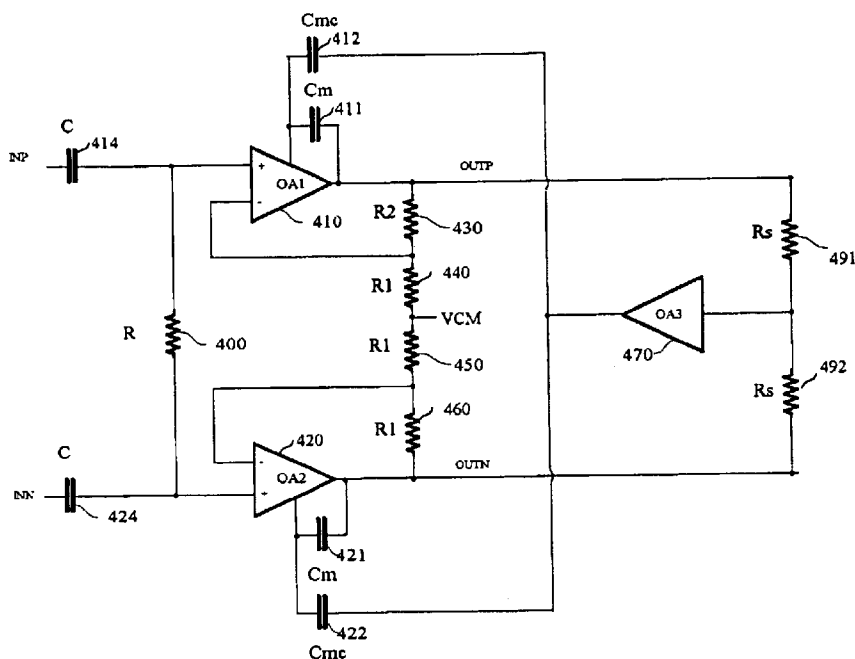 Cmc
412
Cm
411
C
414
INP
+
OA1
-
410
OUTP
R2
430
Rs
491
440
R1
VCM
OA3
R
400
R1
450
470
492
Rs
460
R1
420
-
OA2
+
OUTN
C
INN
424
421
Cm
422
Cmc